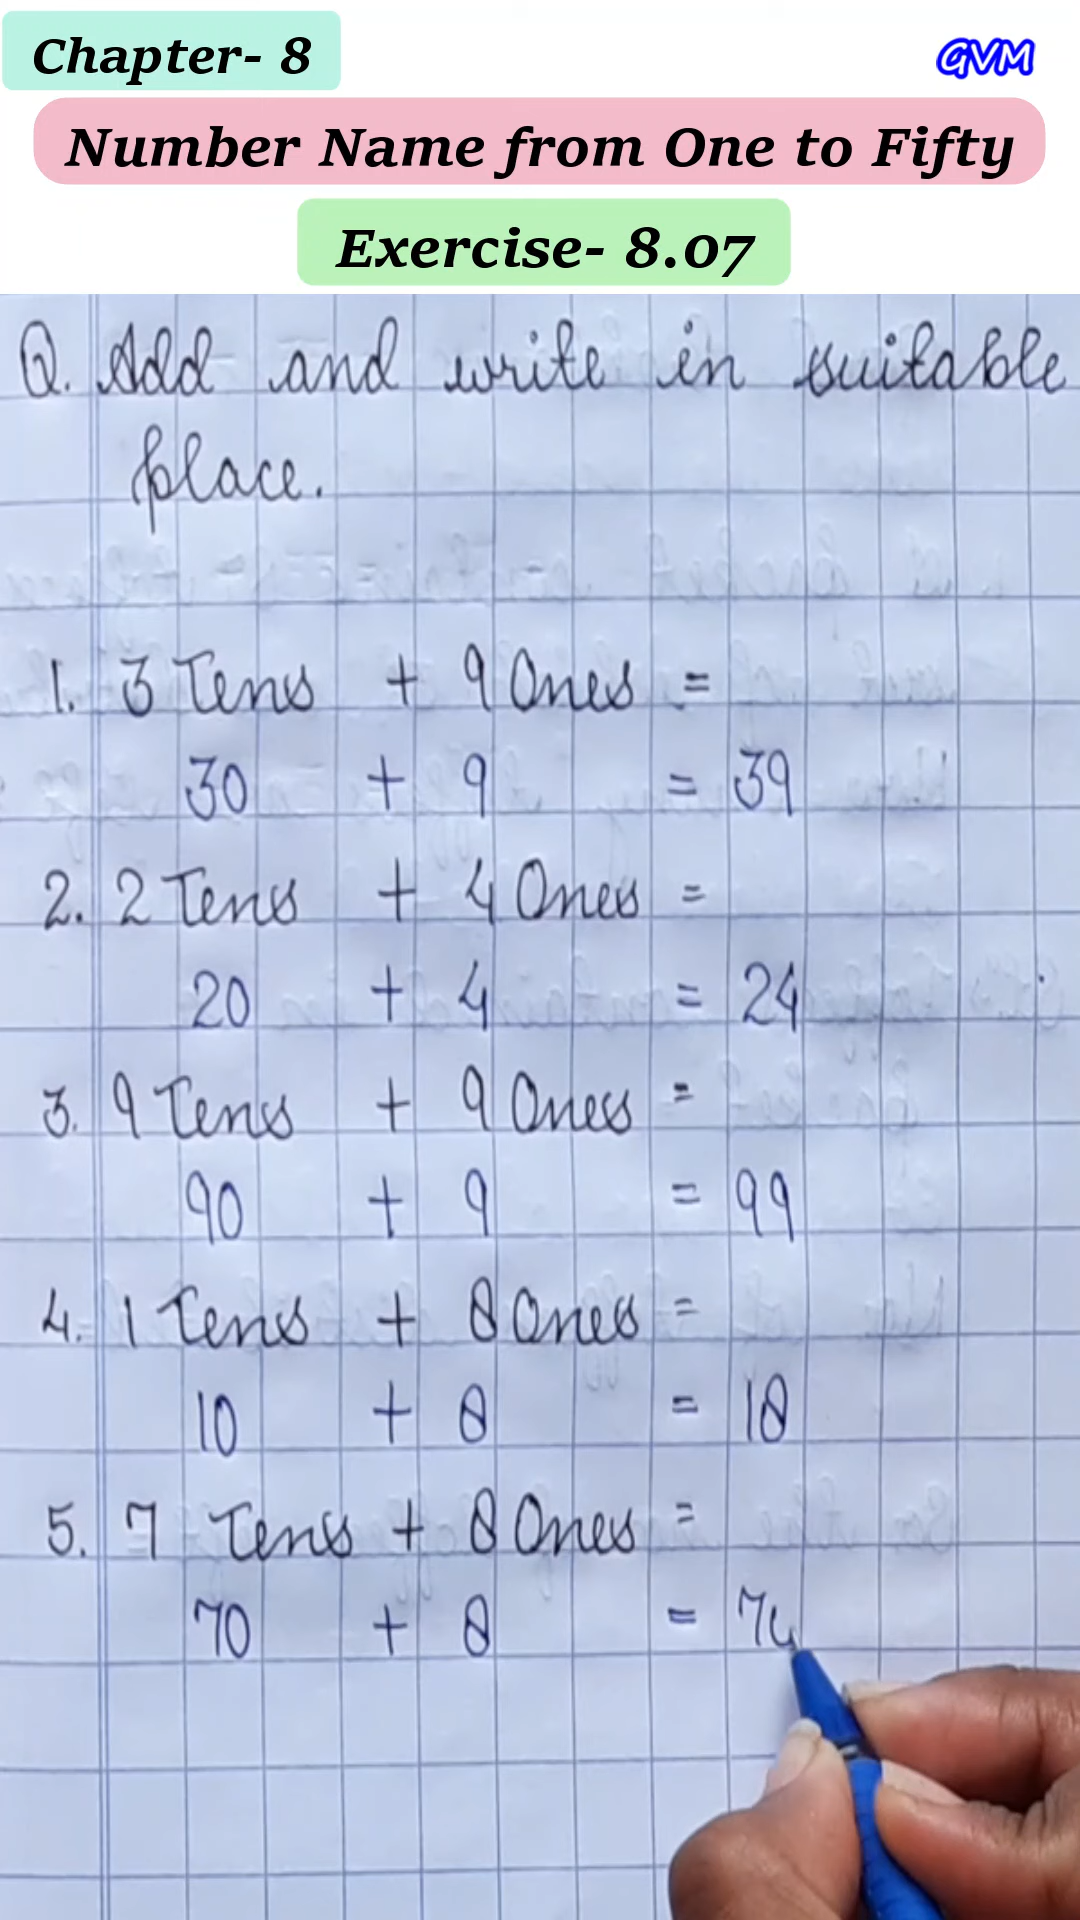 Chapter- 8
GVM
Number Name from One to Fifty
Exercise- 8.07
Q. Add and write in suitable
place.
1. 3 Tens + 9 Ones =
30 + 9 = 39
2. 2 Tens + 4 Ones =
20 + 4 = 24
3. 9 Tens + 9 Ones =
90 + 9 = 99
4. 1 Tens + 8 Ones =
10 + 8 = 18
5. 7 Tens + 8 Ones =
70 + 8 = 7